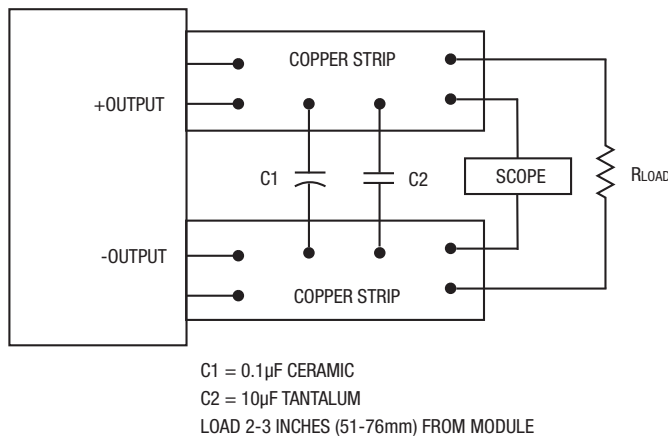 COPPER STRIP
+OUTPUT
C1
C2
SCOPE
RLOAD
-OUTPUT
COPPER STRIP
C1 = 0.1µF CERAMIC
C2 = 10µF TANTALUM
LOAD 2-3 INCHES (51-76mm) FROM MODULE